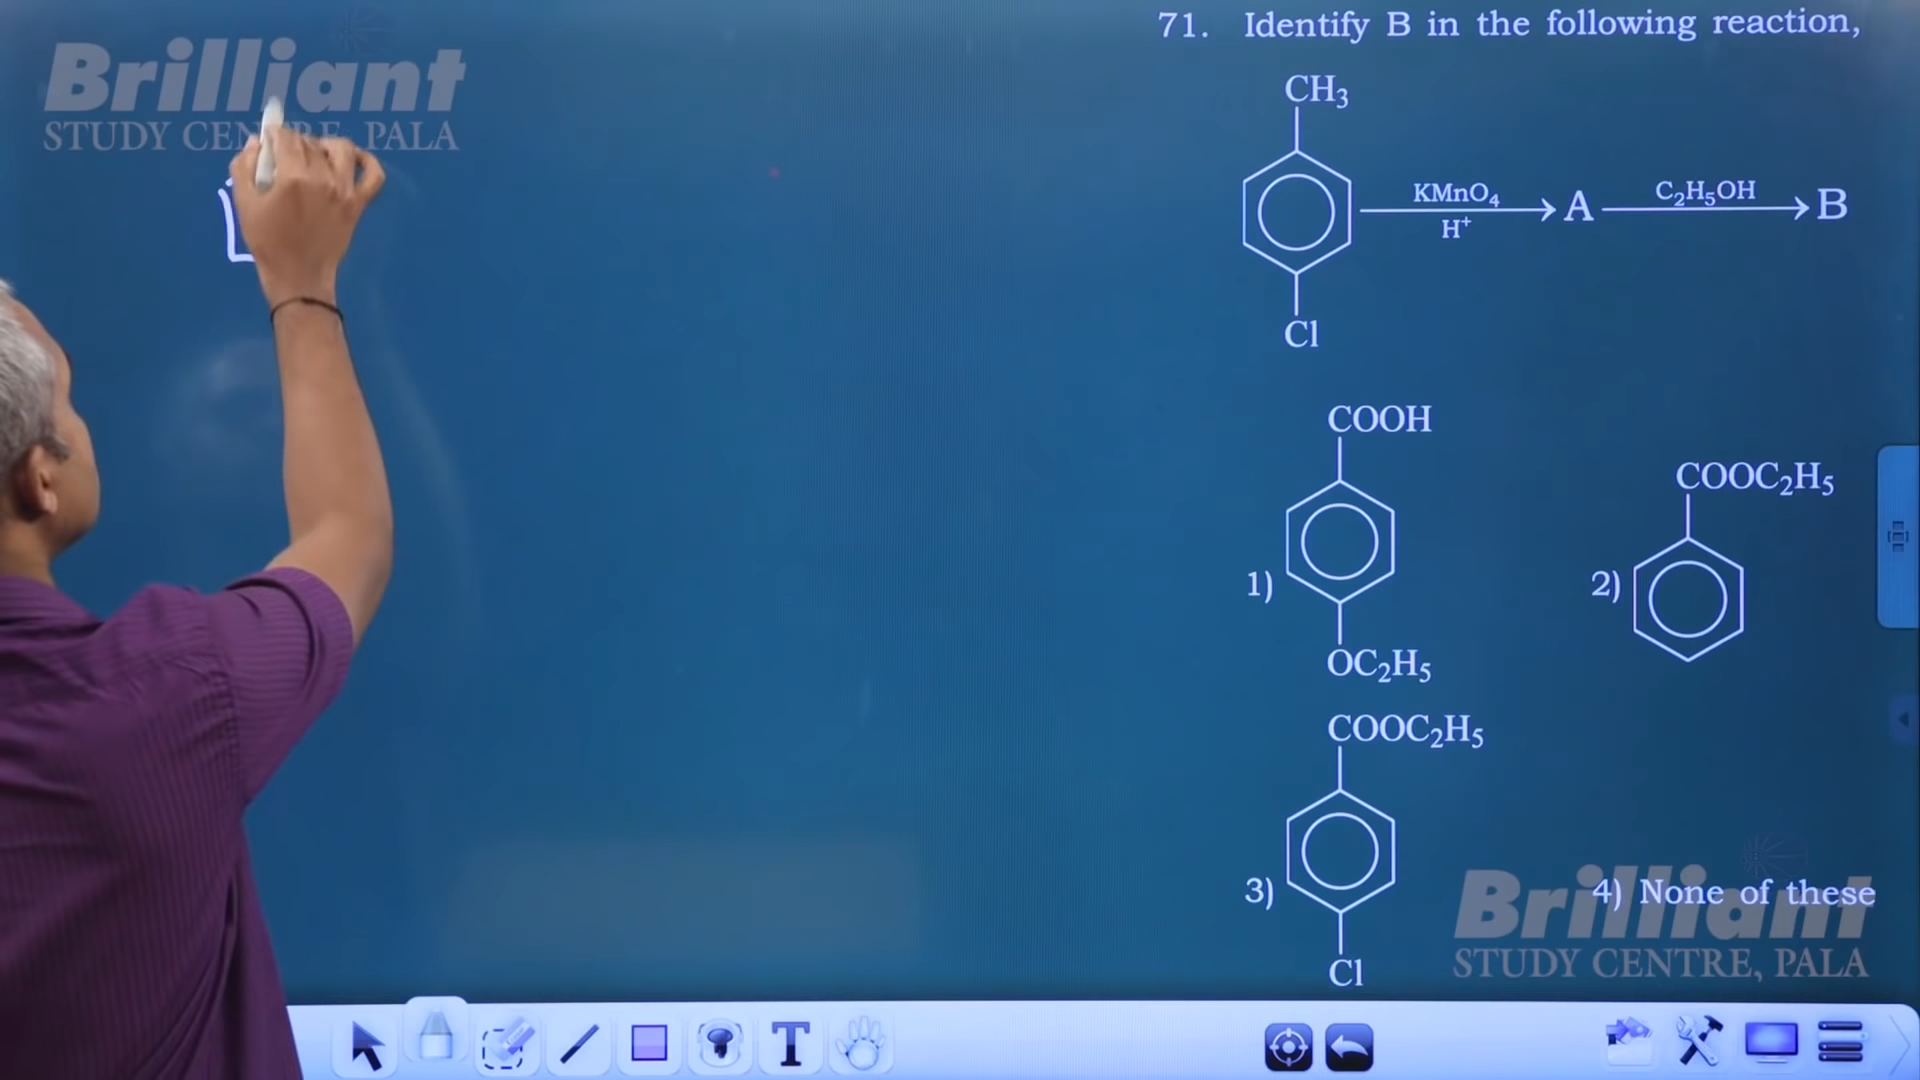 Brilliant
STUDY CENTRE, PALA
71. Identify B in the following reaction,
CH₃
KMnO₄
H⁺
A
C₂H₅OH
B
Cl
COOH
1)
OC₂H₅
COOC₂H₅
2)
COOC₂H₅
3)
Cl
4) None of these
Brilliant
STUDY CENTRE, PALA
T